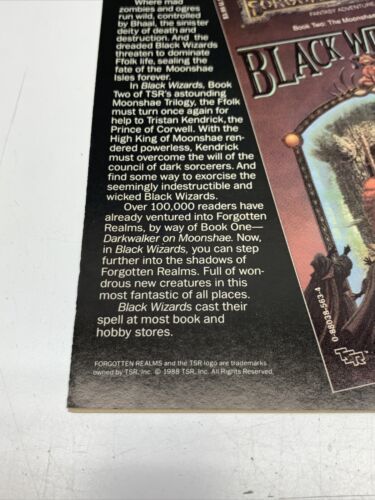 Where mad
zombies and ogres
run wild, controlled
by Bhaal, the sinister
deity of death and
destruction. And the
dreaded Black Wizards
threaten to dominate
Ffolk life, sealing the
fate of the Moonshae
Isles forever.
In Black Wizards, Book
Two of TSR's astounding
Moonshae Trilogy, the Ffolk
must turn once again for
help to Tristan Kendrick, the
Prince of Corwell. With the
High King of Moonshae ren-
dered powerless, Kendrick
must overcome the will of the
council of dark sorcerers. And
find some way to exorcise the
seemingly indestructible and
wicked Black Wizards.
Over 100,000 readers have
already ventured into Forgotten
Realms, by way of Book One—
Darkwalker on Moonshae. Now,
in Black Wizards, you can step
further into the shadows of
Forgotten Realms. Full of won-
drous new creatures in this
most fantastic of all places.
Black Wizards cast their
spell at most book and
hobby stores.
FORGOTTEN REALMS and the TSR logo are trademarks
owned by TSR, Inc. © 1988 TSR, Inc. All Rights Reserved.
FANTASY ADVENTURE
Book Two: The Moonshae
BLACK W
0-88038-563-4
TSR